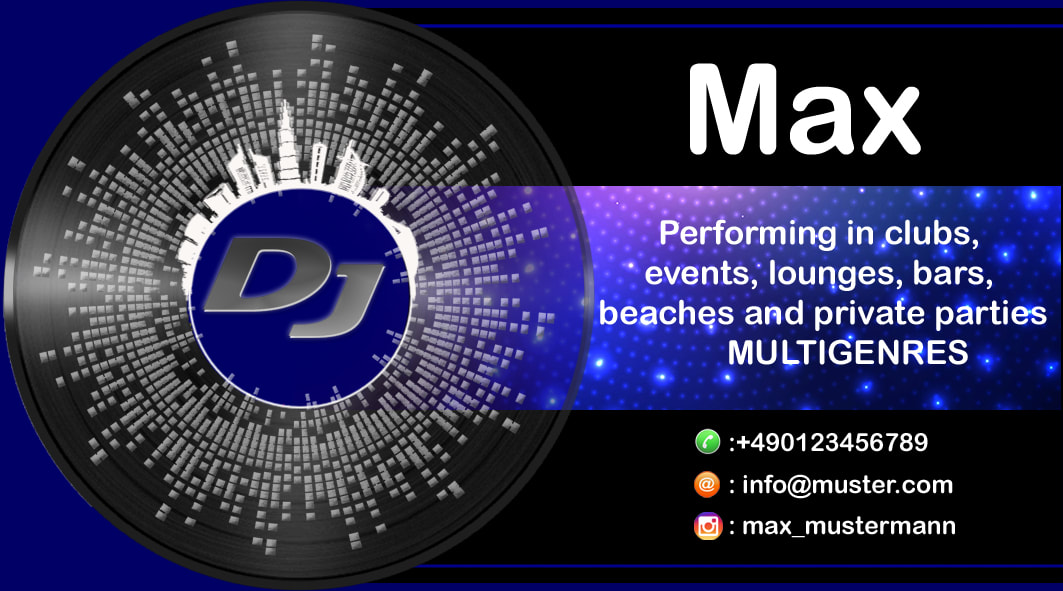 DJ
Max
Performing in clubs,
events, lounges, bars,
beaches and private parties
MULTIGENRES
:+490123456789
: info@muster.com
: max_mustermann